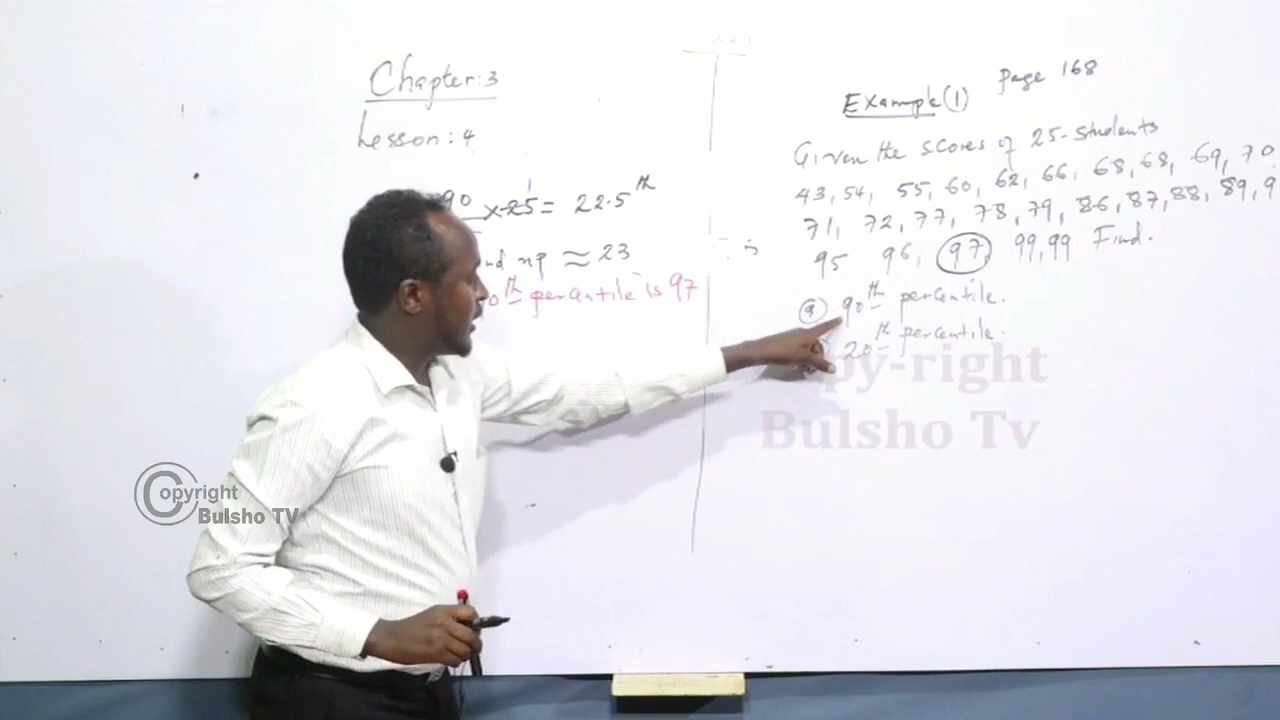 Chapter:3
Lesson: 4
90 × 25 = 22.5th
nd np ≈ 23
0th percentile is 97
is
Page 168
Example (1)
Given the scores of 25-students
43, 54, 55, 60, 62, 66, 68, 68, 69, 70
71, 72, 77, 78, 79, 86, 87, 88, 89, 9
95 96, 97, 99, 99 Find.
a 90th percentile.
20th percentile.
py-right
Bulsho Tv
Copyright
Bulsho TV